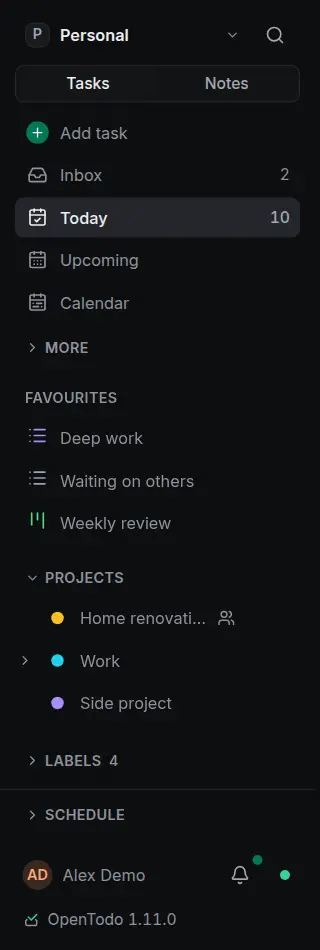 P Personal
Tasks Notes
Add task
Inbox 2
Today 10
Upcoming
Calendar
MORE
FAVOURITES
Deep work
Waiting on others
Weekly review
PROJECTS
Home renovati...
Work
Side project
LABELS 4
SCHEDULE
AD Alex Demo
OpenTodo 1.11.0